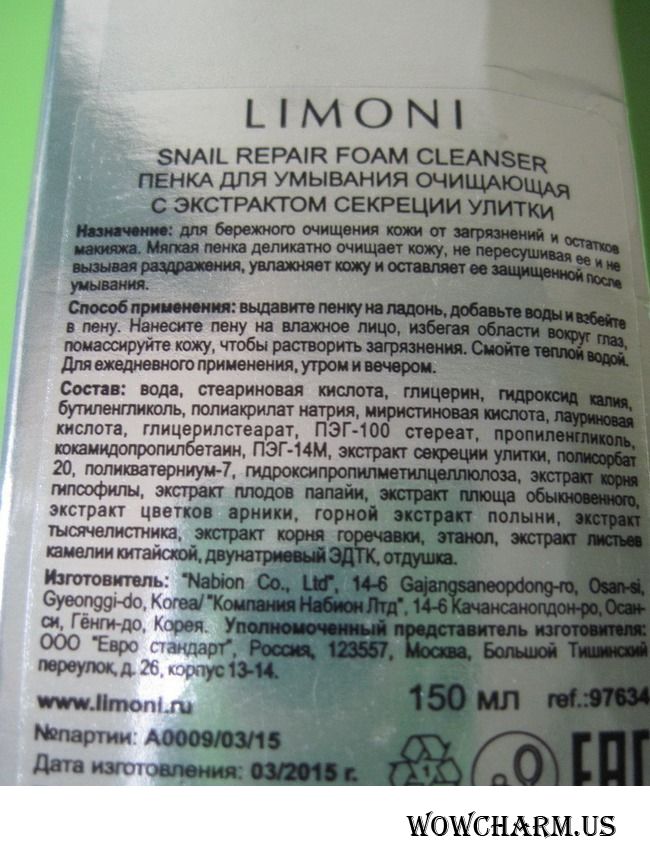 LIMONI
SNAIL REPAIR FOAM CLEANSER
ПЕНКА ДЛЯ УМЫВАНИЯ ОЧИЩАЮЩАЯ
С ЭКСТРАКТОМ СЕКРЕЦИИ УЛИТКИ
Назначение: для бережного очищения кожи от загрязнений и остатков
макияжа. Мягкая пенка деликатно очищает кожу, не пересушивая ее и не
вызывая раздражения, увлажняет кожу и оставляет ее защищенной после
умывания.
Способ применения: выдавите пенку на ладонь, добавьте воды и взбейте
в пену. Нанесите пену на влажное лицо, избегая области вокруг глаз,
помассируйте кожу, чтобы растворить загрязнения. Смойте теплой водой.
Для ежедневного применения, утром и вечером.
Состав: вода, стеариновая кислота, глицерин, гидроксид калия,
бутиленгликоль, полиакрилат натрия, миристиновая кислота, лауриновая
кислота, глицерилстеарат, ПЭГ-100 стереат, пропиленгликоль,
кокамидопропилбетаин, ПЭГ-14М, экстракт секреции улитки, полисорбат
20, поликватерниум-7, гидроксипропилметилцеллюлоза, экстракт корня
гипсофилы, экстракт плодов папайи, экстракт плюща обыкновенного,
экстракт цветков арники, горной экстракт полыни, экстракт
тысячелистника, экстракт корня горечавки, этанол, экстракт листьев
камелии китайской, двунатриевый ЭДТК, отдушка.
Изготовитель: "Nabion Co., Ltd", 14-6 Gajangsaneopdong-ro, Osan-si,
Gyeonggi-do, Korea/ "Компания Набион Лтд", 14-6 Качансанопдон-ро, Осан-
си, Гёнги-до, Корея. Уполномоченный представитель изготовителя:
ООО "Евро стандарт", Россия, 123557, Москва, Большой Тишинский
переулок, д. 26, корпус 13-14.
www.limoni.ru 150 мл ref.:97634
№партии: A0009/03/15
Дата изготовления: 03/2015 г. 1 EAC
WOWCHARM.US